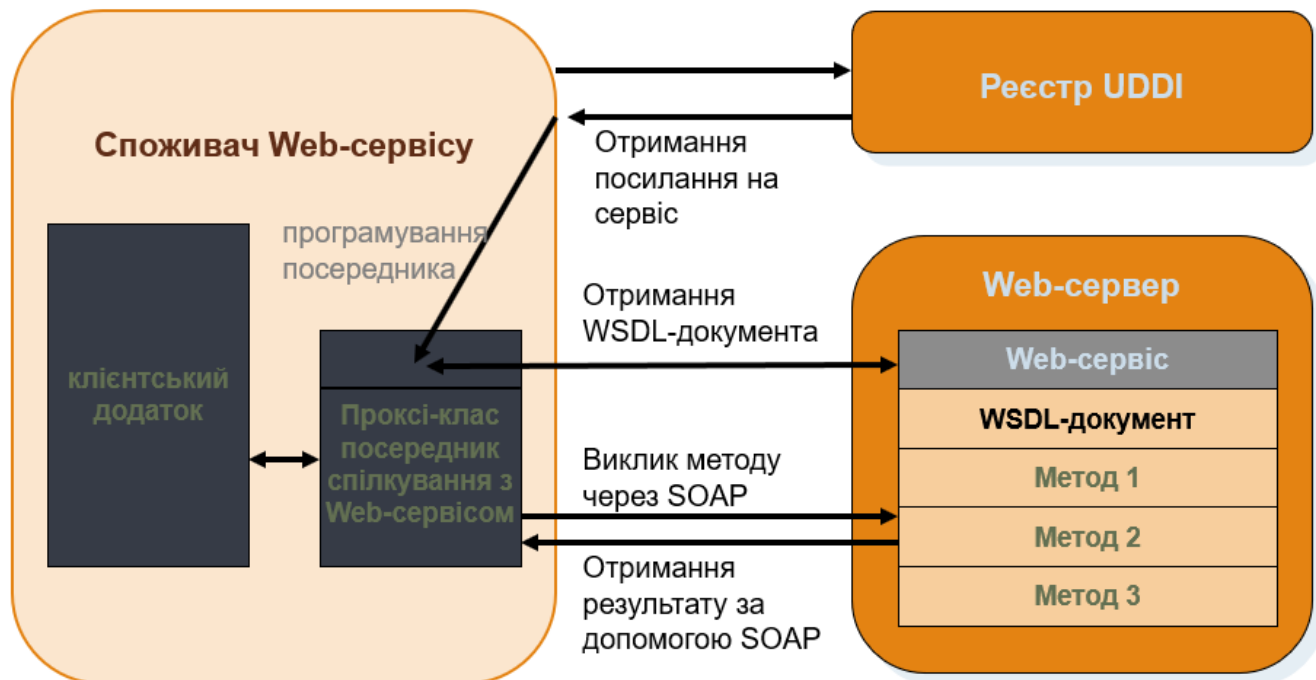 Споживач Web-сервісу
програмування
посередника
клієнтський
додаток
Проксі-клас
посередник
спілкування з
Web-сервісом
Отримання
посилання на
сервіс
Отримання
WSDL-документа
Виклик методу
через SOAP
Отримання
результату за
допомогою SOAP
Реєстр UDDI
Web-сервер
Web-сервіс
WSDL-документ
Метод 1
Метод 2
Метод 3